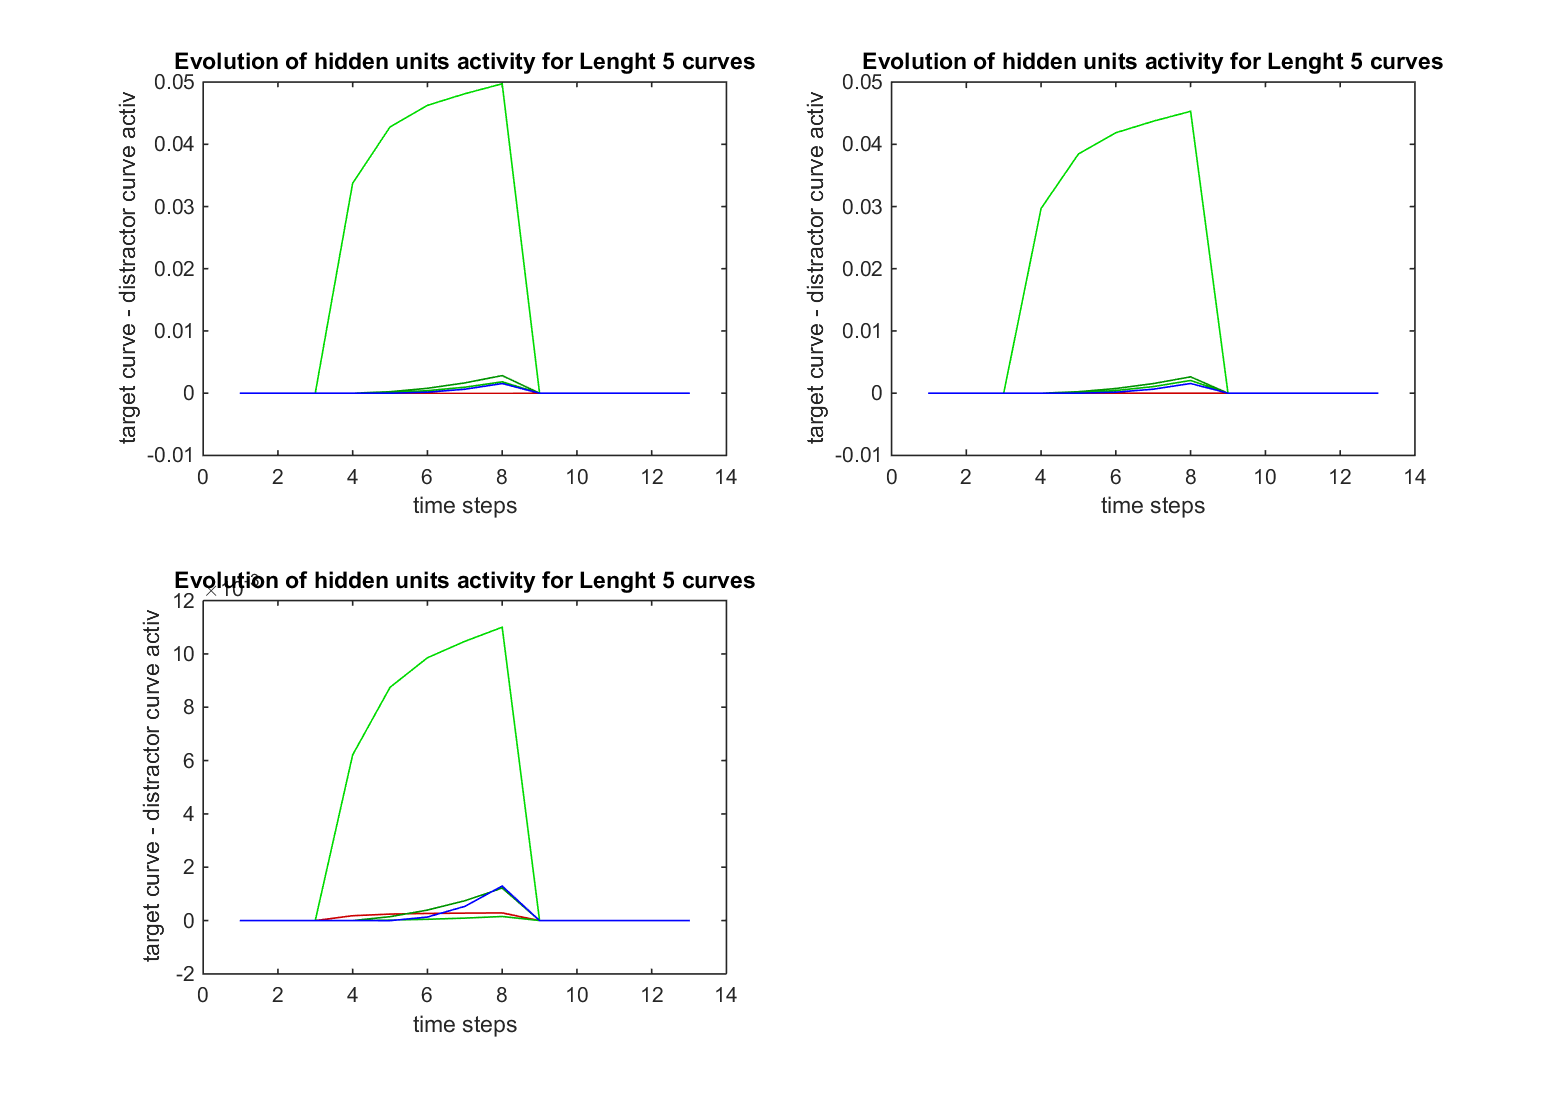 Evolution of hidden units activity for Lenght 5 curves
target curve - distractor curve activ
0.05
0.04
0.03
0.02
0.01
0
-0.01
0 2 4 6 8 10 12 14
time steps
Evolution of hidden units activity for Lenght 5 curves
target curve - distractor curve activ
0.05
0.04
0.03
0.02
0.01
0
-0.01
0 2 4 6 8 10 12 14
time steps
Evolution of hidden units activity for Lenght 5 curves
target curve - distractor curve activ
×10
12
10
8
6
4
2
0
-2
0 2 4 6 8 10 12 14
time steps